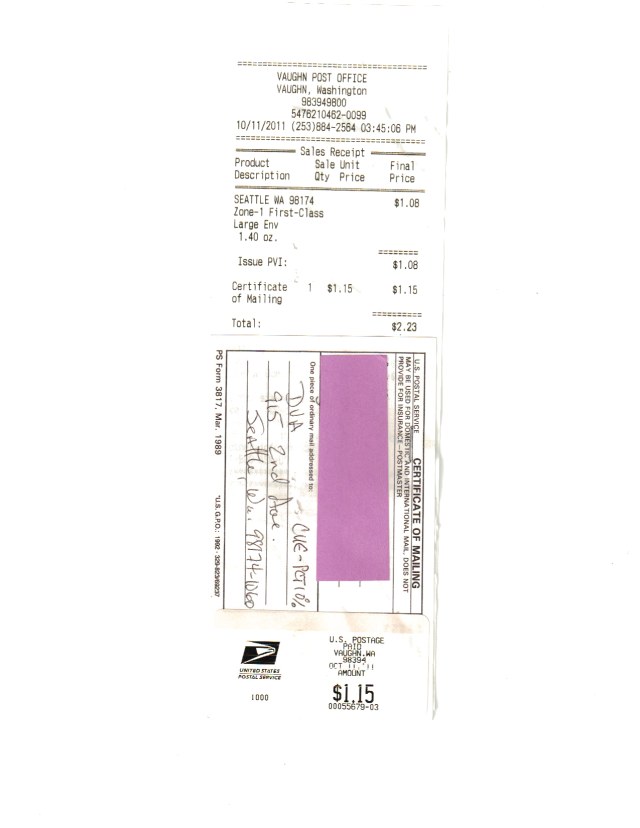 ==============================
VAUGHN POST OFFICE
VAUGHN, Washington
983949800
5476210462-0099
10/11/2011 (253)884-2564 03:45:06 PM
==============================
Sales Receipt
Product Sale Unit Final
Description Qty Price Price
SEATTLE WA 98174 $1.08
Zone-1 First-Class
Large Env
1.40 oz.
========
Issue PVI: $1.08
Certificate 1 $1.15 $1.15
of Mailing
=========
Total: $2.23
U.S. POSTAL SERVICE CERTIFICATE OF MAILING
MAY BE USED FOR DOMESTIC AND INTERNATIONAL MAIL, DOES NOT
PROVIDE FOR INSURANCE—POSTMASTER
One piece of ordinary mail addressed to:
DVA - CUE-PCT10%
915 2nd Ave.
Seattle, Wa. 98174-1060
PS Form 3817, Mar. 1989
UNITED STATES
POSTAL SERVICE
1000
U.S. POSTAGE
PAID
VAUGHN.WA
98394
OCT 11 '11
AMOUNT
$1.15
00055679-03